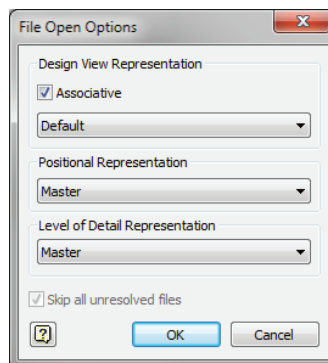 File Open Options
Design View Representation
Associative
Default
Positional Representation
Master
Level of Detail Representation
Master
Skip all unresolved files
?
OK
Cancel